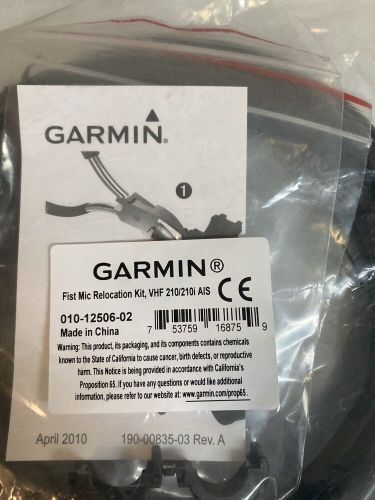 GARMIN®
1
GARMIN®
Fist Mic Relocation Kit, VHF 210/210i AIS
CE
010-12506-02
Made in China
7 53759 16875 9
Warning: This product, its packaging, and its components contains chemicals
known to the State of California to cause cancer, birth defects, or reproductive
harm. This Notice is being provided in accordance with California's
Proposition 65. If you have any questions or would like additional
information, please refer to our website at: www.garmin.com/prop65.
April 2010
190-00835-03 Rev. A